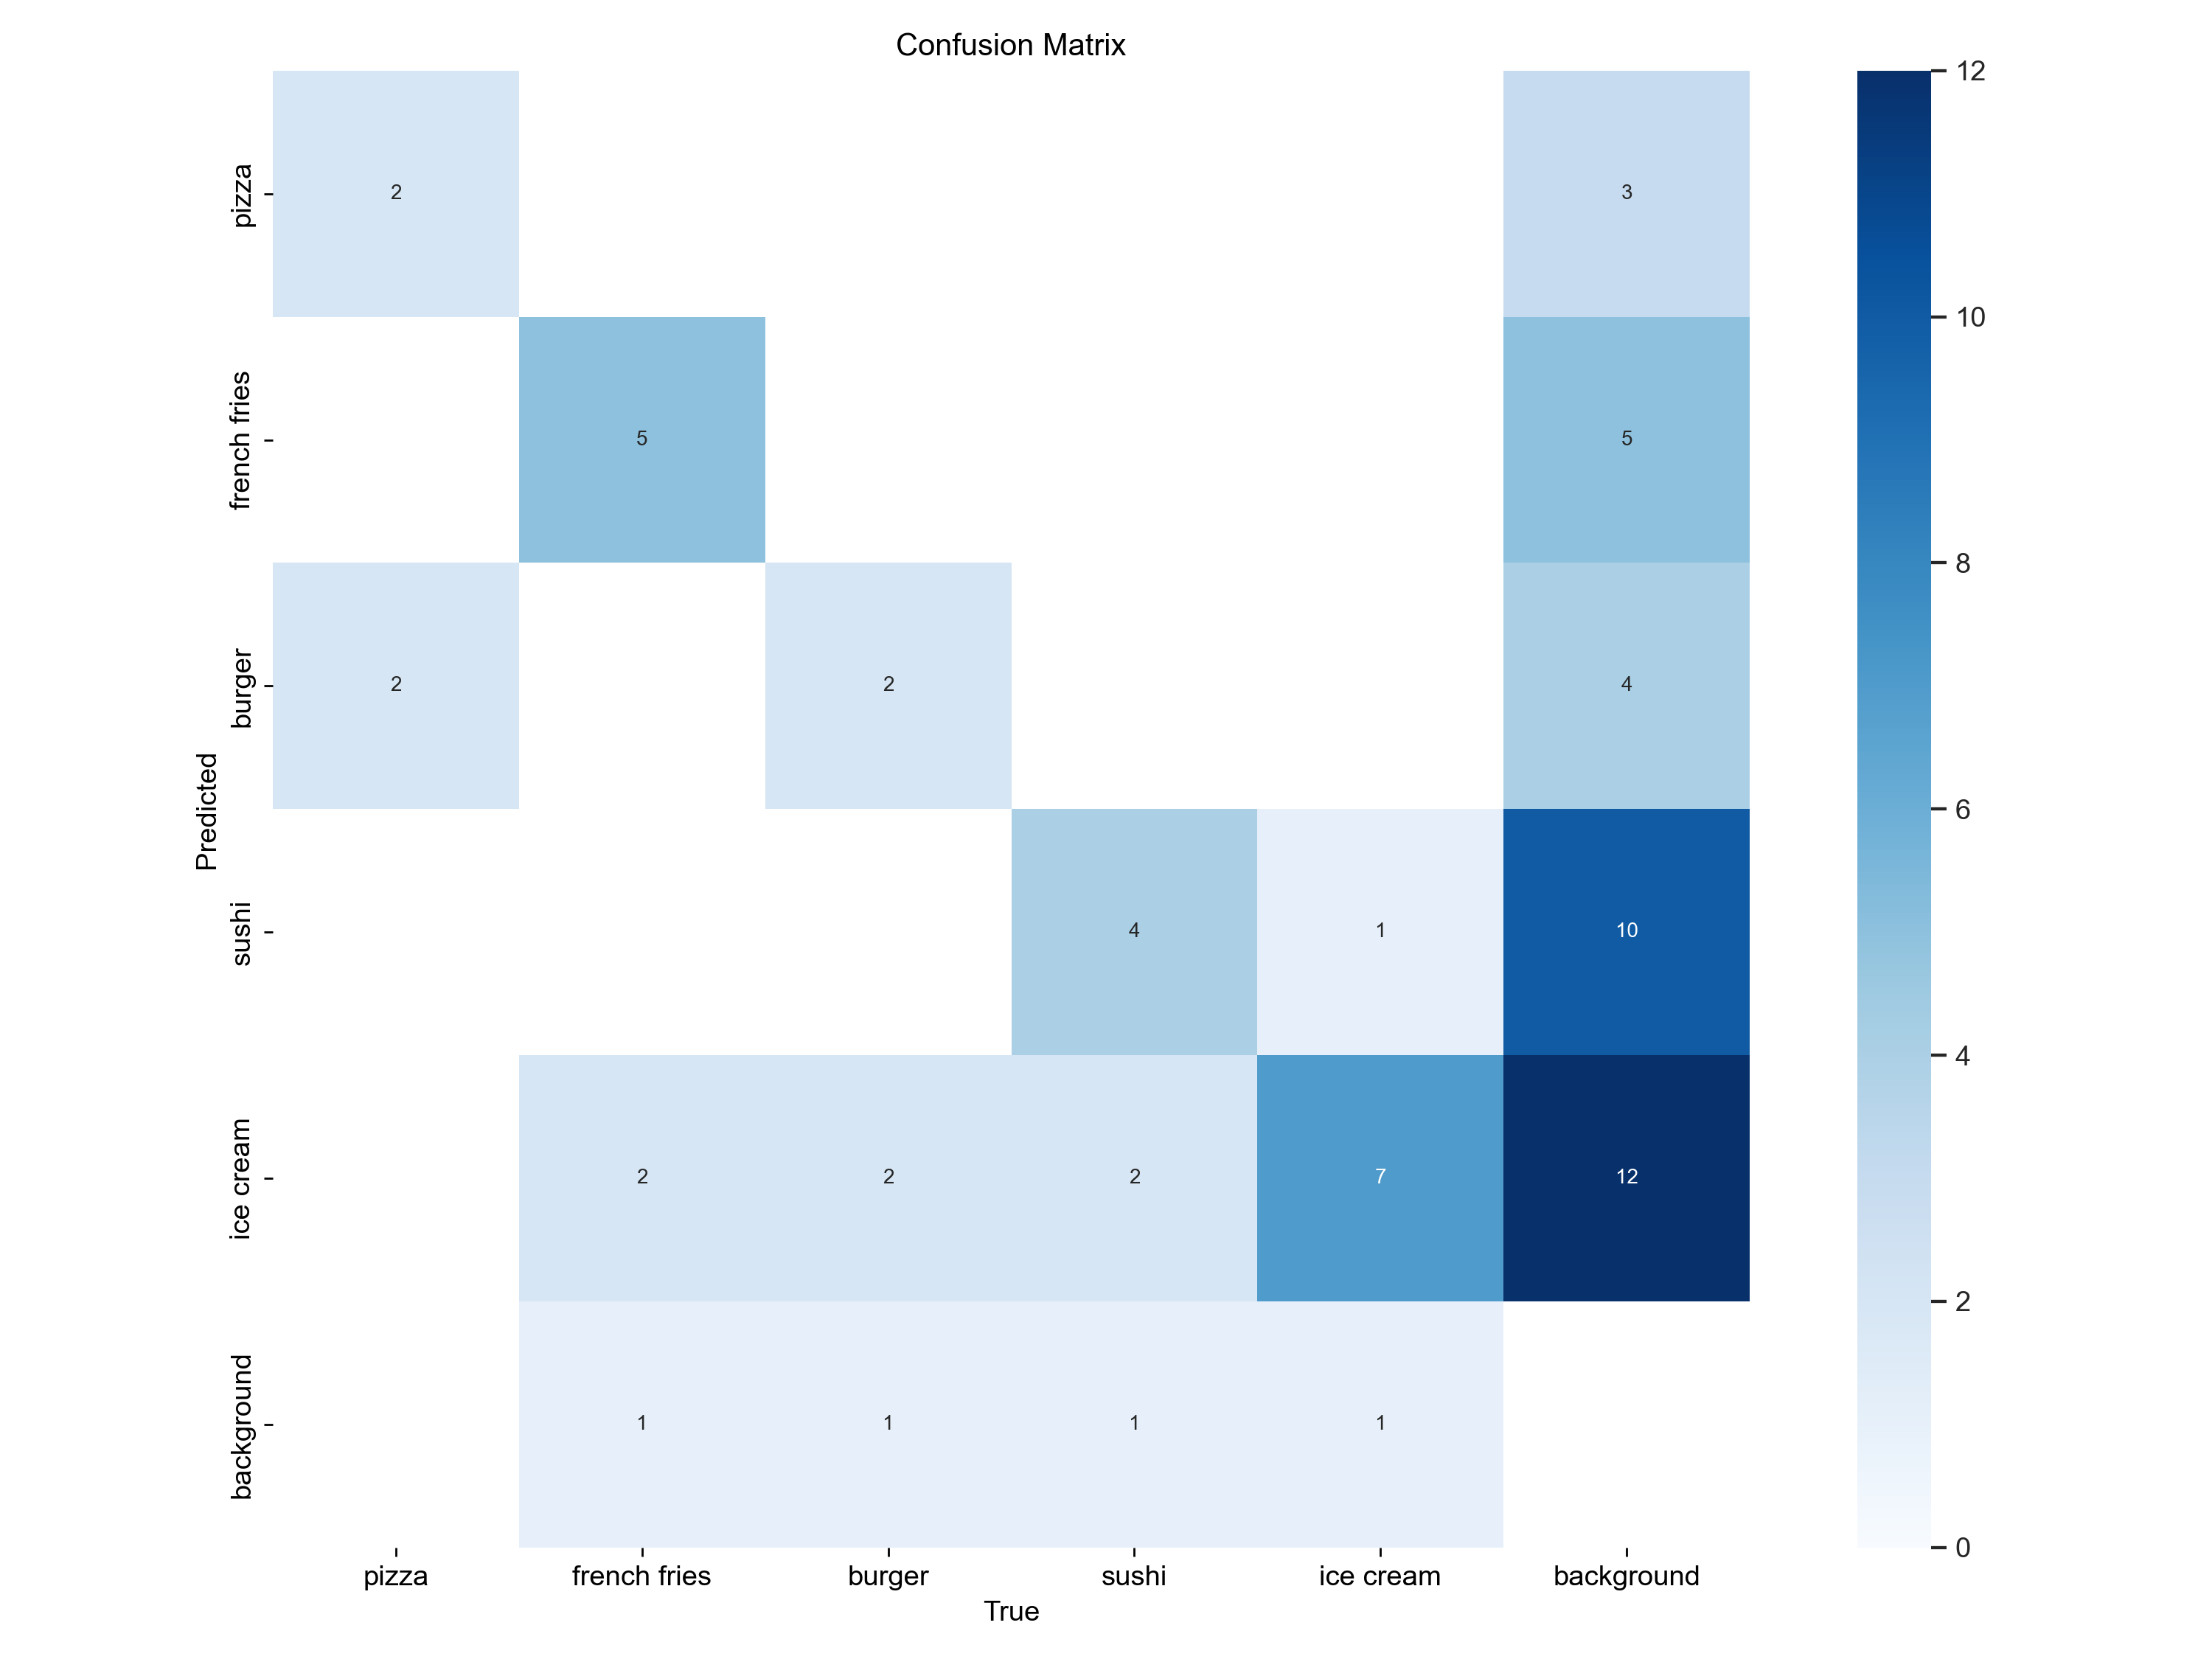 Confusion Matrix
12
pizza
2
3
10
french fries
5
5
8
burger
2
2
4
Predicted
6
sushi
4
1
10
4
ice cream
2
2
2
7
12
2
background
1
1
1
1
0
pizza
french fries
burger
sushi
ice cream
background
True